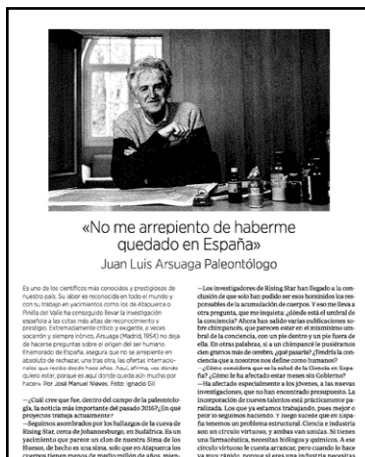 «No me arrepiento de haberme
quedado en España»
Juan Luis Arsuaga Paleontólogo
Es uno de los científicos más conocidos y prestigiosos de
nuestro país. Su labor es reconocida en todo el mundo y
con su trabajo en yacimientos como los de Atapuerca o
Pinilla del Valle ha conseguido llevar la investigación
española a las cotas más altas de reconocimiento y
prestigio. Extremadamente crítico y exigente, a veces
socarrón y siempre irónico, Arsuaga (Madrid, 1954) no deja
de hacerse preguntas sobre el origen del ser humano.
Enamorado de España, asegura que no se arrepiente en
absoluto de rechazar, una tras otra, las ofertas internacio-
nales que recibe desde hace años. Aquí, afirma, «es donde
quiero estar, porque es aquí donde queda aún mucho por
hacer». Por José Manuel Nieves. Foto: Ignacio Gil
—¿Cuál cree que fue, dentro del campo de la paleontolo-
gía, la noticia más importante del pasado 2016? ¿En qué
proyectos trabaja actualmente?
—Seguimos asombrados por los hallazgos de la cueva de
Rising Star, cerca de Johannesburgo, en Sudáfrica. Es un
yacimiento que parece un clon de nuestra Sima de los
Huesos, de hecho es una sima, solo que en Atapuerca los
cuerpos tienen menos de medio millón de años, mien-
—Los investigadores de Rising Star han llegado a la con-
clusión de que solo han podido ser esos homínidos los res-
ponsables de la acumulación de cuerpos. Y eso me lleva a
otra pregunta, que me inquieta: ¿dónde está el umbral de
la conciencia? Ahora han salido varias publicaciones so-
bre chimpancés, que parecen estar en el mismísimo um-
bral de la conciencia, con un pie dentro y un pie fuera de
ella. En otras palabras, si a un chimpancé le pusiéramos
cien gramos más de cerebro, ¿qué pasaría? ¿Tendría la con-
ciencia que a nosotros nos define como humanos?
—¿Cómo considera que es la salud de la Ciencia en Espa-
ña? ¿Cómo le ha afectado estar meses sin Gobierno?
—Ha afectado especialmente a los jóvenes, a las nuevas
investigaciones, que no han encontrado presupuesto. La
incorporación de nuevos talentos está prácticamente pa-
ralizada. Los que ya estamos trabajando, pues mejor o
peor lo seguimos haciendo. Y luego sucede que en Espa-
ña tenemos un problema estructural. Ciencia e industria
son un círculo virtuoso, y ambas van unidas. Si tienes
una farmacéutica, necesitas biólogos y químicos. A ese
círculo virtuoso le cuesta arrancar, pero cuando lo hace
va muy rápido, porque si eres una industria necesitas